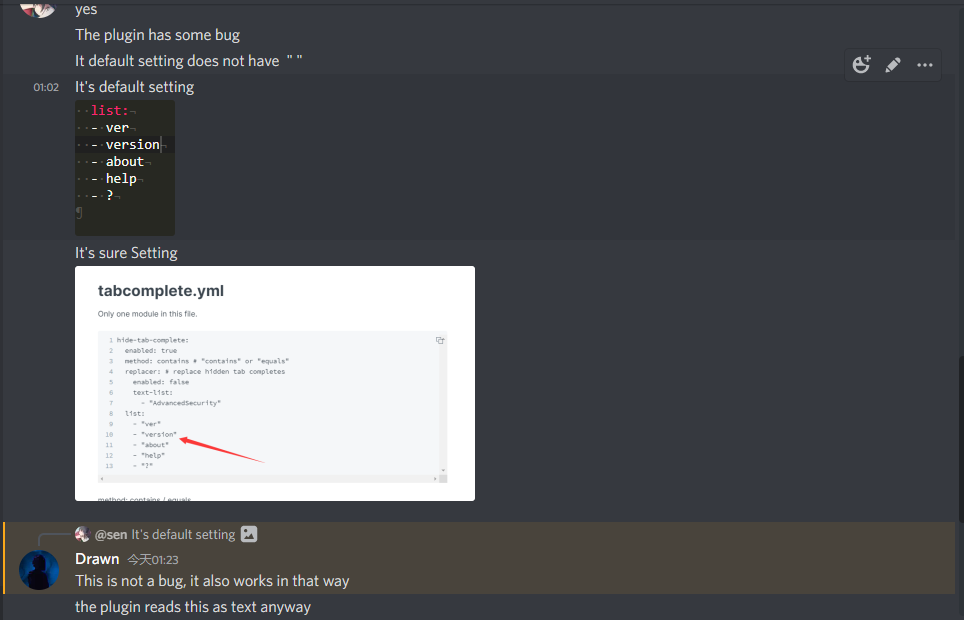 yes
The plugin has some bug
It default setting does not have " "
01:02 It's default setting
list:
- ver
- version
- about
- help
- ?
It's sure Setting
tabcomplete.yml
Only one module in this file.
1 hide-tab-complete:
2 enabled: true
3 method: contains # "contains" or "equals"
4 replacer: # replace hidden tab completes
5 enabled: false
6 text-list:
7 - "AdvancedSecurity"
8 list:
9 - "ver"
10 - "version"
11 - "about"
12 - "help"
13 - "?"
method: contains / equals
@sen It's default setting
Drawn 今天01:23
This is not a bug, it also works in that way
the plugin reads this as text anyway